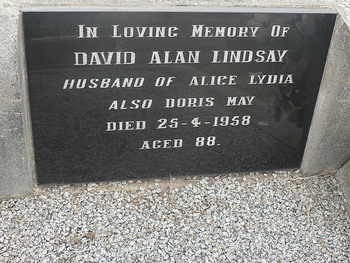 In Loving Memory Of
DAVID ALAN LINDSAY
HUSBAND OF ALICE LYDIA
ALSO DORIS MAY
DIED 25-4-1958
AGED 88.